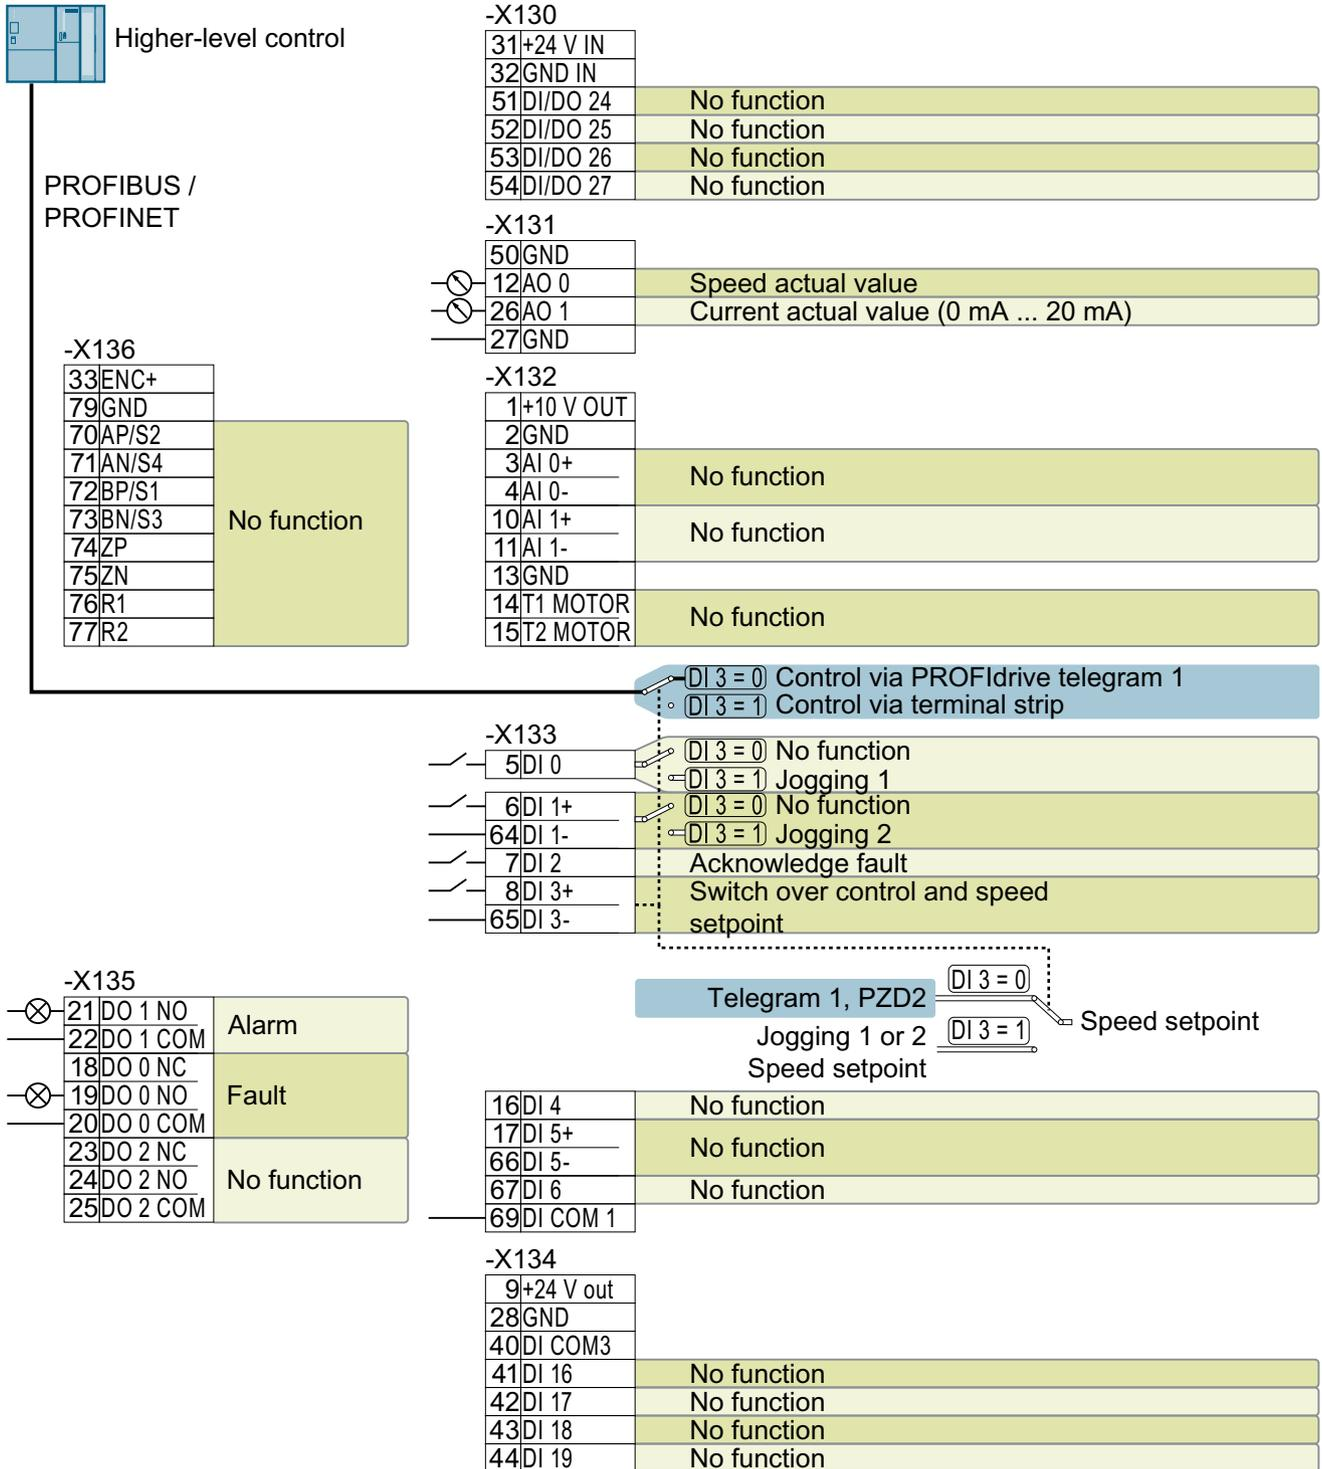 Higher-level control
PROFIBUS /
PROFINET
-X136
33 ENC+
79 GND
70 AP/S2
71 AN/S4
72 BP/S1
73 BN/S3
74 ZP
75 ZN
76 R1
77 R2
No function
-X135
21 DO 1 NO
22 DO 1 COM
Alarm
18 DO 0 NC
19 DO 0 NO
20 DO 0 COM
Fault
23 DO 2 NC
24 DO 2 NO
25 DO 2 COM
No function
-X130
31 +24 V IN
32 GND IN
51 DI/DO 24 No function
52 DI/DO 25 No function
53 DI/DO 26 No function
54 DI/DO 27 No function
-X131
50 GND
12 AO 0 Speed actual value
26 AO 1 Current actual value (0 mA ... 20 mA)
27 GND
-X132
1 +10 V OUT
2 GND
3 AI 0+
4 AI 0-
No function
10 AI 1+
11 AI 1-
No function
13 GND
14 T1 MOTOR
15 T2 MOTOR
No function
DI 3 = 0 Control via PROFIdrive telegram 1
DI 3 = 1 Control via terminal strip
-X133
5 DI 0
DI 3 = 0 No function
DI 3 = 1 Jogging 1
6 DI 1+
64 DI 1-
DI 3 = 0 No function
DI 3 = 1 Jogging 2
7 DI 2 Acknowledge fault
8 DI 3+
65 DI 3-
Switch over control and speed
setpoint
Telegram 1, PZD2 DI 3 = 0
Jogging 1 or 2 DI 3 = 1
Speed setpoint
Speed setpoint
16 DI 4 No function
17 DI 5+
66 DI 5-
No function
67 DI 6 No function
69 DI COM 1
-X134
9 +24 V out
28 GND
40 DI COM3
41 DI 16 No function
42 DI 17 No function
43 DI 18 No function
44 DI 19 No function